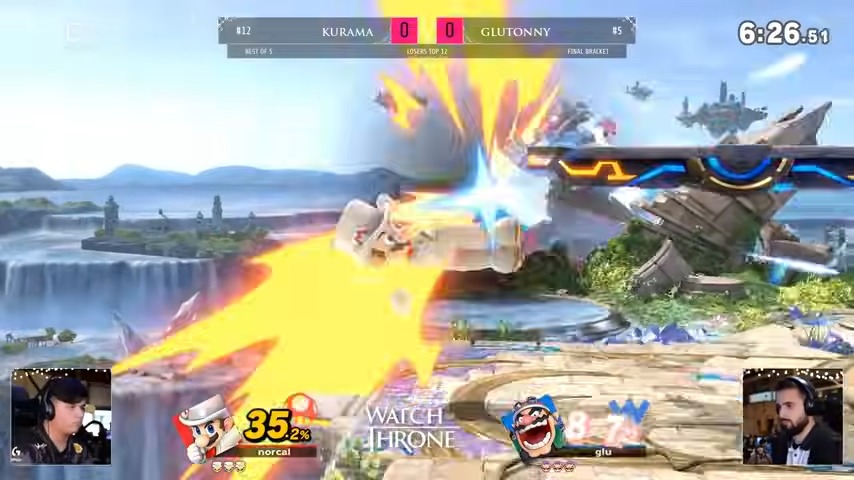 #12 KURAMA 0 0 GLUTONNY #5
BEST OF 5 LOSERS TOP 12 FINAL BRACKET
6:26.51
35.2%
norcal
WATCH
THRONE
glu